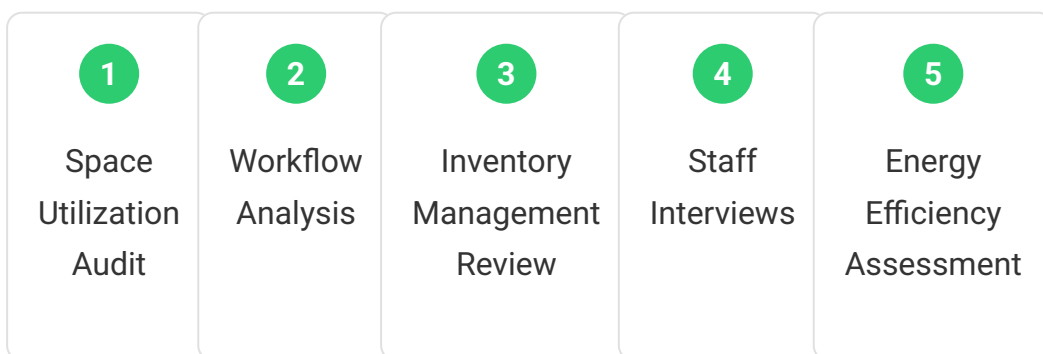 1
Space
Utilization
Audit
2
Workflow
Analysis
3
Inventory
Management
Review
4
Staff
Interviews
5
Energy
Efficiency
Assessment